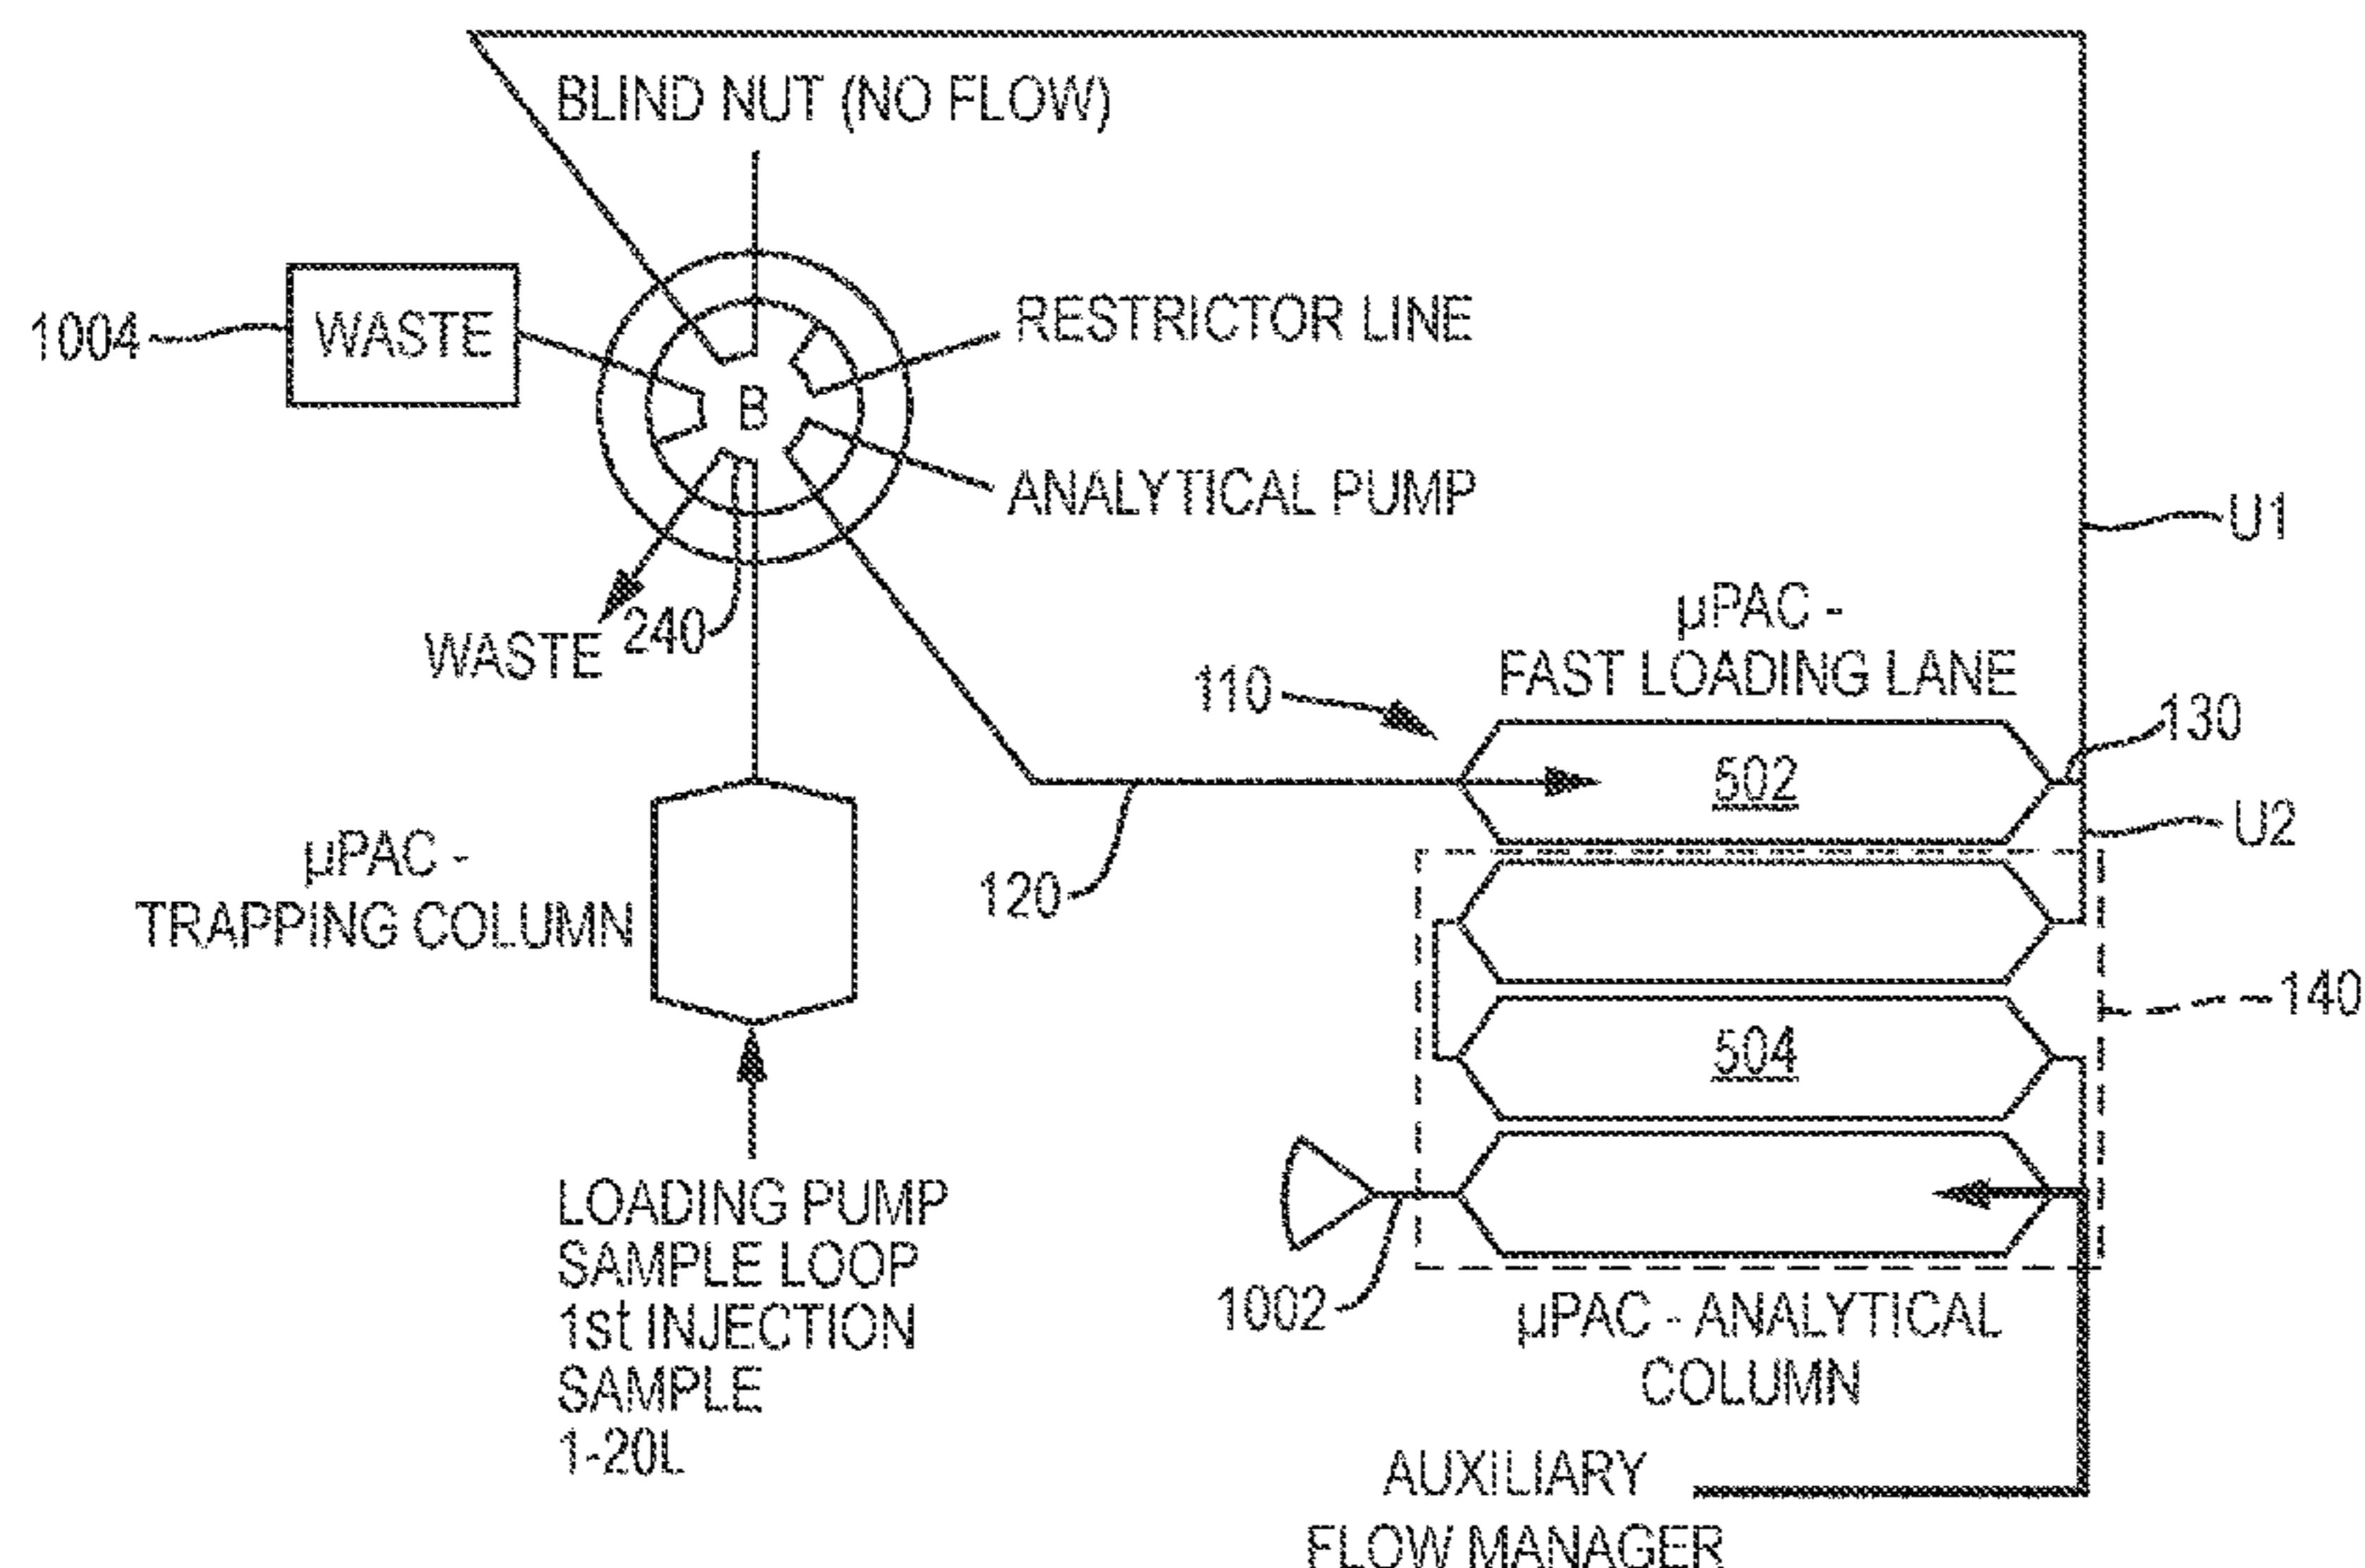 BLIND NUT (NO FLOW)
1004
WASTE
RESTRICTOR LINE
B
ANALYTICAL PUMP
U1
WASTE
240
µPAC -
FAST LOADING LANE
110
130
502
U2
µPAC -
TRAPPING COLUMN
120
140
504
LOADING PUMP
SAMPLE LOOP
1st INJECTION
SAMPLE
1-20L
1002
µPAC - ANALYTICAL
COLUMN
AUXILIARY
FLOW MANAGER